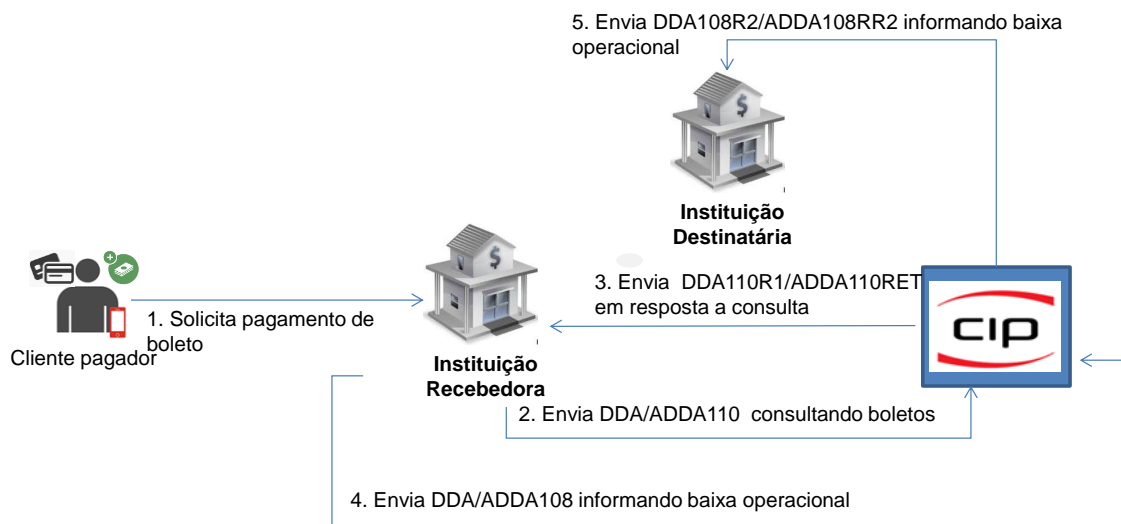 5. Envia DDA108R2/ADDA108RR2 informando baixa
operacional
$
Instituição
Destinatária
3. Envia DDA110R1/ADDA110RET
em resposta a consulta
cip
$
1. Solicita pagamento de
boleto
Cliente pagador
Instituição
Recebedora
2. Envia DDA/ADDA110 consultando boletos
4. Envia DDA/ADDA108 informando baixa operacional